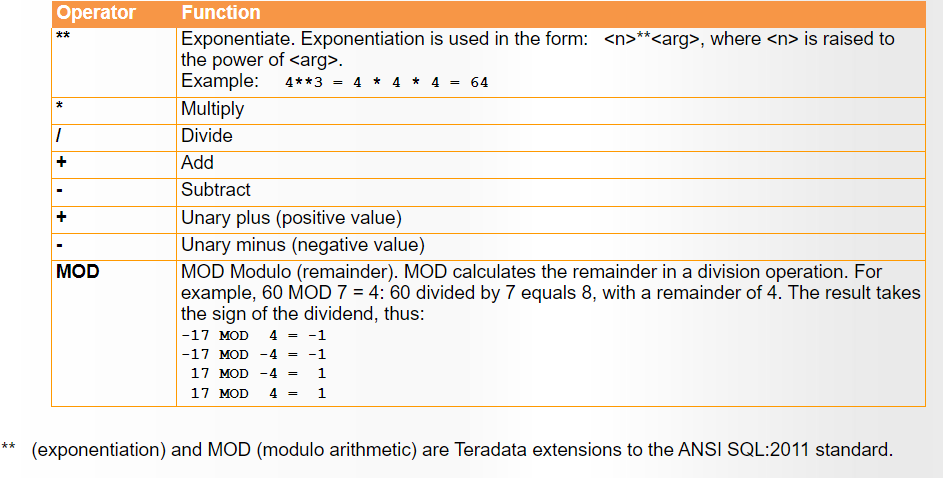 Operator Function
** Exponentiate. Exponentiation is used in the form: <n>**<arg>, where <n> is raised to
the power of <arg>.
Example: 4**3 = 4 * 4 * 4 = 64
* Multiply
/ Divide
+ Add
- Subtract
+ Unary plus (positive value)
- Unary minus (negative value)
MOD MOD Modulo (remainder). MOD calculates the remainder in a division operation. For
example, 60 MOD 7 = 4: 60 divided by 7 equals 8, with a remainder of 4. The result takes
the sign of the dividend, thus:
-17 MOD 4 = -1
-17 MOD -4 = -1
17 MOD -4 = 1
17 MOD 4 = 1
** (exponentiation) and MOD (modulo arithmetic) are Teradata extensions to the ANSI SQL:2011 standard.